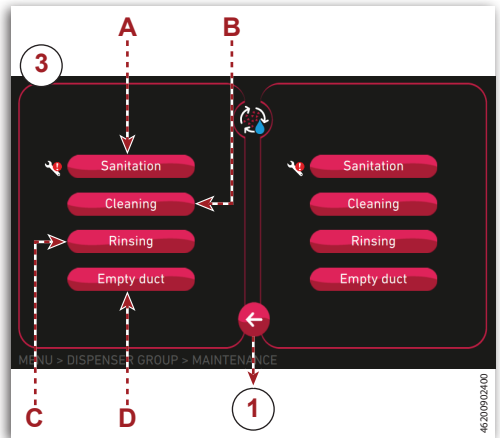 A B
3
Sanitation Sanitation
Cleaning Cleaning
Rinsing Rinsing
Empty duct Empty duct
MENU > DISPENSER GROUP > MAINTENANCE
C D 1
46200902400